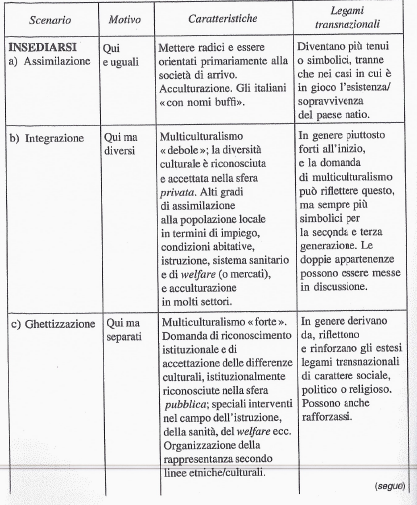 Scenario Motivo Caratteristiche Legami
transnazionali
INSEDIARSI
a) Assimilazione
Qui
e uguali
Mettere radici e essere
orientati primariamente alla
società di arrivo.
Acculturazione. Gli italiani
«con nomi buffi».
Diventano più tenui
o simbolici, tranne
che nei casi in cui è
in gioco l'esistenza/
sopravvivenza
del paese natio.
b) Integrazione
Qui ma
diversi
Multiculturalismo
«debole»; la diversità
culturale è riconosciuta
e accettata nella sfera
privata. Alti gradi
di assimilazione
alla popolazione locale
in termini di impiego,
condizioni abitative,
istruzione, sistema sanitario
e di welfare (o mercati),
e acculturazione
in molti settori.
In genere piuttosto
forti all'inizio,
e la domanda
di multiculturalismo
può riflettere questo,
ma sempre più
simbolici per
la seconda e terza
generazione. Le
doppie appartenenze
possono essere messe
in discussione.
c) Ghettizzazione
Qui ma
separati
Multiculturalismo «forte».
Domanda di riconoscimento
istituzionale e di
accettazione delle differenze
culturali, istituzionalmente
riconosciute nella sfera
pubblica; speciali interventi
nel campo dell'istruzione,
della sanità, del welfare ecc.
Organizzazione della
rappresentanza secondo
linee etniche/culturali.
In genere derivano
da, riflettono
e rinforzano gli estesi
legami transnazionali
di carattere sociale,
politico o religioso.
Possono anche
rafforzassi.
(segue)